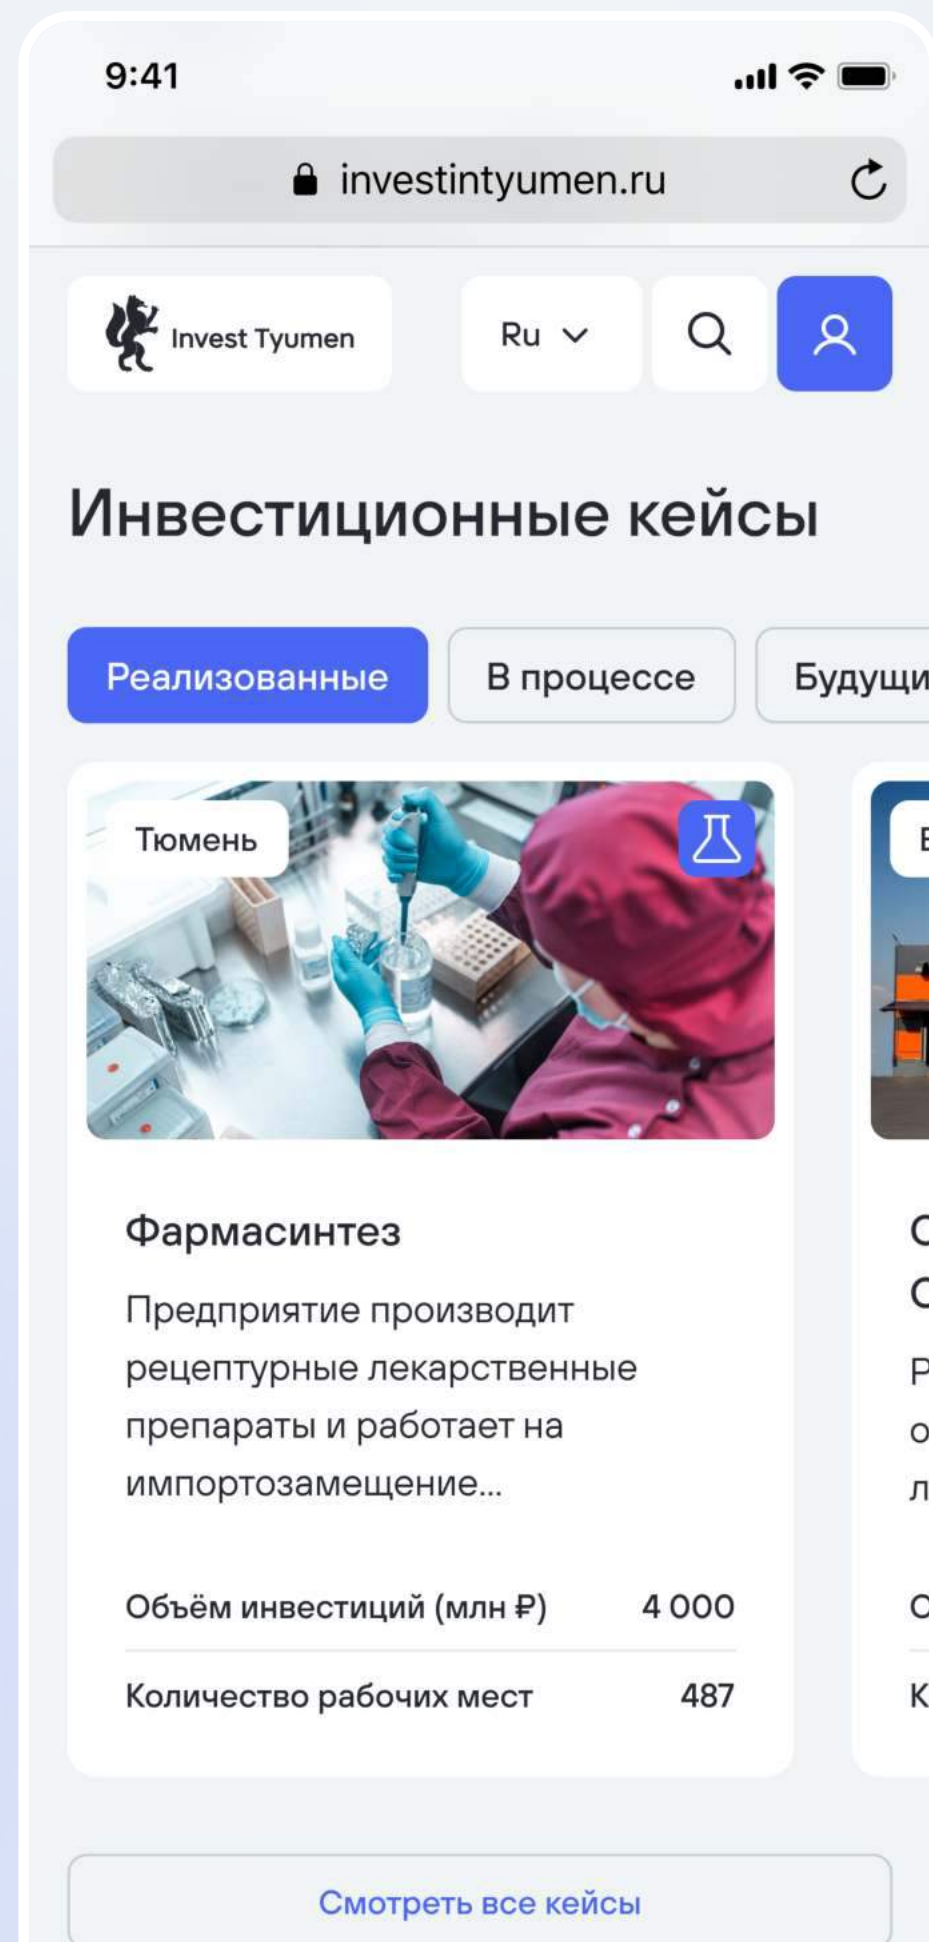 9:41
investintyumen.ru
Invest Tyumen
Ru
Инвестиционные кейсы
Реализованные
В процессе
Тюмень
Фармасинтез
Предприятие производит
рецептурные лекарственные
препараты и работает на
импортозамещение...
Объём инвестиций (млн ₽) 4 000
Количество рабочих мест 487
Смотреть все кейсы